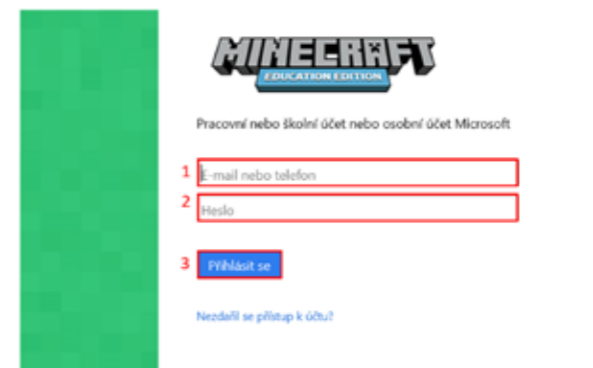 MINECRAFT
EDUCATION EDITION
Pracovní nebo školní účet nebo osobní účet Microsoft
1 E-mail nebo telefon
2 Heslo
3 Přihlásit se
Nezdařil se přístup k účtu?